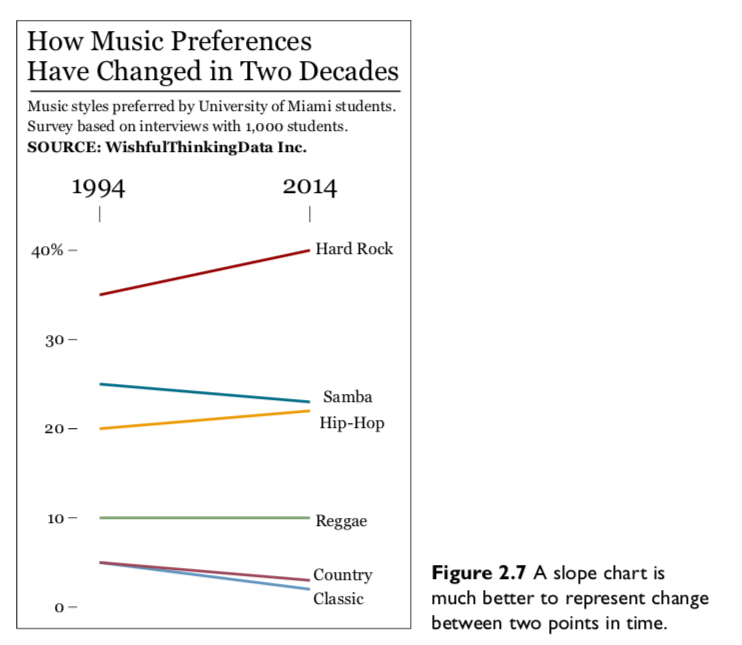 How Music Preferences
Have Changed in Two Decades
Music styles preferred by University of Miami students.
Survey based on interviews with 1,000 students.
SOURCE: WishfulThinkingData Inc.
1994 2014
40%
Hard Rock
30
Samba
Hip-Hop
20
10
Reggae
Country
Classic
0
Figure 2.7 A slope chart is
much better to represent change
between two points in time.